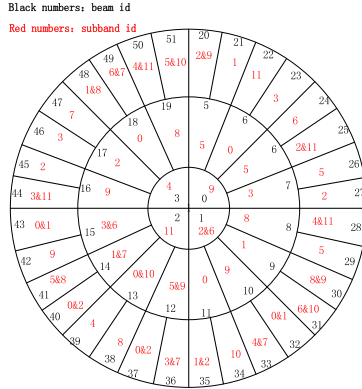 Black numbers: beam id
Red numbers: subband id
50 51 20 21
49 4&11 5&10 2&9 1 22
48 6&7 11 23
1&8 3 24
47 7 19 5 6 25
46 3 18 0 8 5 0 6 2&11 26
45 2 17 2 5 7 5 27
44 3&11 16 9 4 3 0 9 3 2
43 0&1 15 3&6 2 1 8 8 4&11 28
42 9 14 1&7 11 2&6 1 9 5 29
41 5&8 13 0&10 5&9 0 9 10 8&9 30
40 0&2 12 11 6&10 31
39 4 0&1 32
38 8 0&2 3&7 1&2 10 4&7 33
37 36 35 34